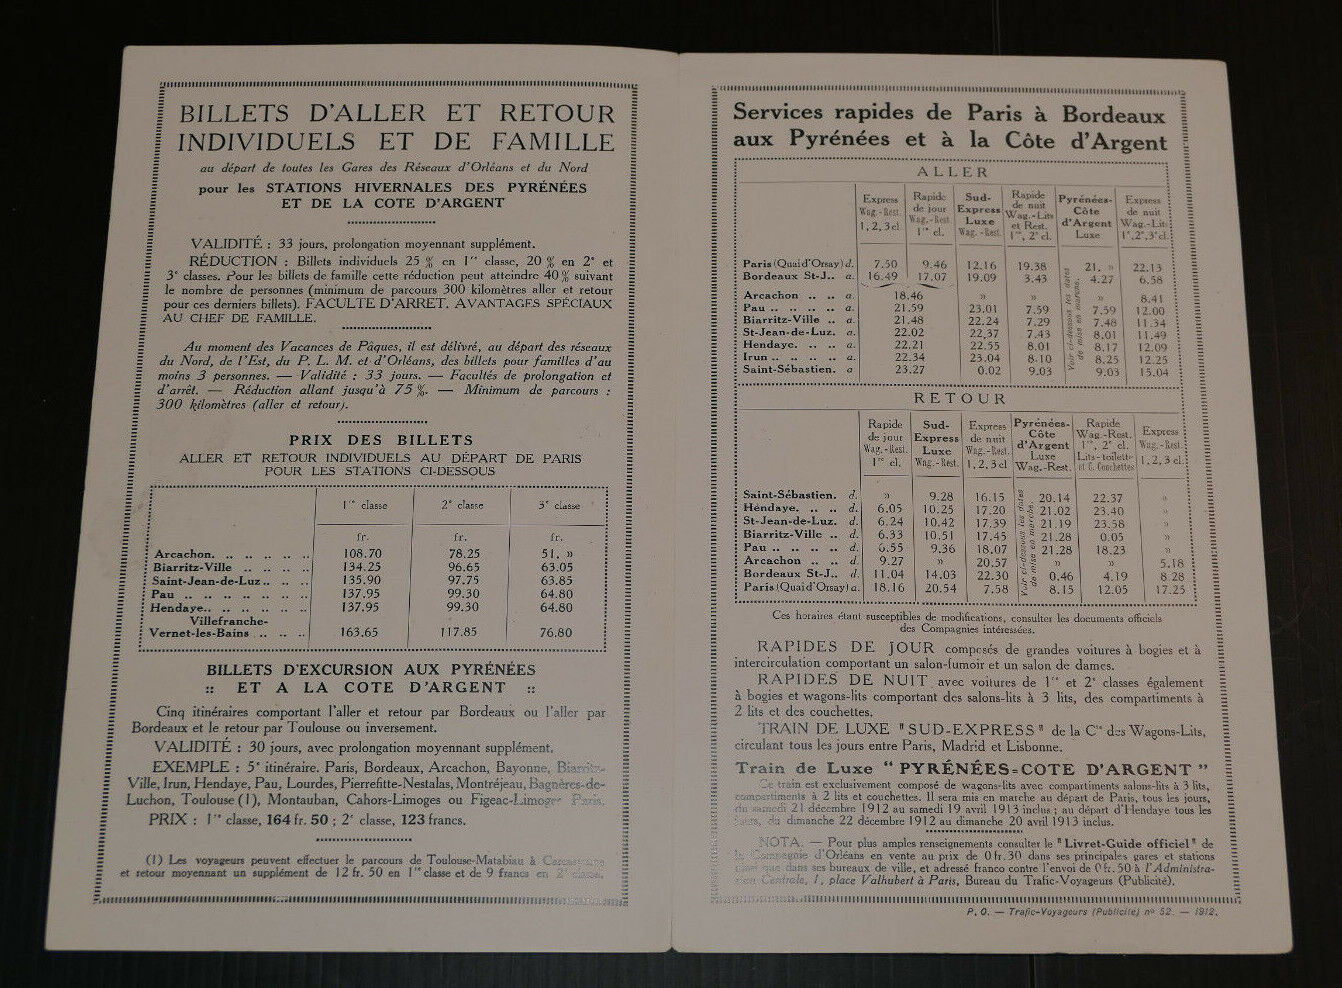 BILLETS D'ALLER ET RETOUR
INDIVIDUELS ET DE FAMILLE
au départ de toutes les Gares des Réseaux d'Orléans et du Nord
pour les STATIONS HIVERNALES DES PYRÉNÉES
ET DE LA COTE D'ARGENT
VALIDITÉ : 33 jours, prolongation moyennant supplément.
RÉDUCTION : Billets individuels 25 % en 1re classe, 20 % en 2e et
3e classes. Pour les billets de famille cette réduction peut atteindre 40 % suivant
le nombre de personnes (minimum de parcours 300 kilomètres aller et retour
pour ces derniers billets). FACULTE D'ARRET. AVANTAGES SPÉCIAUX
AU CHEF DE FAMILLE.
Au moment des Vacances de Pâques, il est délivré, au départ des réseaux
du Nord, de l'Est, du P. L. M. et d'Orléans, des billets pour familles d'au
moins 3 personnes. — Validité : 33 jours. — Facultés de prolongation et
d'arrêt. — Réduction allant jusqu'à 75 %. — Minimum de parcours :
300 kilomètres (aller et retour).
PRIX DES BILLETS
ALLER ET RETOUR INDIVIDUELS AU DÉPART DE PARIS
POUR LES STATIONS CI-DESSOUS
1re classe 2e classe 3e classe
fr. fr. fr.
Arcachon. .. .. .. .. .. 108.70 78.25 51. »
Biarritz-Ville .. .. .. .. 134.25 96.65 63.05
Saint-Jean-de-Luz .. .. .. 135.90 97.75 63.85
Pau .. .. .. .. .. .. .. 137.95 99.30 64.80
Hendaye.. .. .. .. .. .. 137.95 99.30 64.80
Villefranche-
Vernet-les-Bains .. .. .. 163.65 117.85 76.80
BILLETS D'EXCURSION AUX PYRÉNÉES
:: ET A LA COTE D'ARGENT ::
Cinq itinéraires comportant l'aller et retour par Bordeaux ou l'aller par
Bordeaux et le retour par Toulouse ou inversement.
VALIDITÉ : 30 jours, avec prolongation moyennant supplément.
EXEMPLE : 5e itinéraire. Paris, Bordeaux, Arcachon, Bayonne, Biarritz-
Ville, Irun, Hendaye, Pau, Lourdes, Pierrefitte-Nestalas, Montréjeau, Bagnères-de-
Luchon, Toulouse (1), Montauban, Cahors-Limoges ou Figeac-Limoges Paris.
PRIX : 1re classe, 164 fr. 50 ; 2e classe, 123 francs.
(1) Les voyageurs peuvent effectuer le parcours de Toulouse-Matabiau à Carcassonne
et retour moyennant un supplément de 12 fr. 50 en 1re classe et de 9 francs en 2e classe.
Services rapides de Paris à Bordeaux
aux Pyrénées et à la Côte d'Argent
ALLER
Express Wag.-Rest. 1, 2, 3 cl. Rapide de jour Wag.-Rest. 1re cl. Sud-Express Luxe Wag.-Rest. Rapide de nuit Wag.-Lits et Rest. 1re, 2e cl. Pyrénées-Côte d'Argent Luxe Express de nuit Wag.-Lits 1e, 2e, 3e cl.
Paris (Quai d'Orsay) d. 7.50 9.46 12.16 19.38 21. » 22.13
Bordeaux St-J.. a. 16.49 17.07 19.09 3.43 4.27 6.58
Arcachon .. .. a. 18.46 » » » 8.41
Pau .. .. .. .. a. 21.59 23.01 7.59 7.59 12.00
Biarritz-Ville .. a. 21.48 22.24 7.29 7.48 11.34
St-Jean-de-Luz. a. 22.02 22.37 7.43 8.01 11.49
Hendaye. .. .. a. 22.21 22.55 8.01 8.17 12.09
Irun .. .. .. .. a. 22.34 23.04 8.10 8.25 12.25
Saint-Sébastien. a 23.27 0.02 9.03 9.03 15.04
Voir ci-dessous les dates
de mise en marche.
RETOUR
Rapide de jour Wag.-Rest. 1re cl. Sud-Express Luxe Wag.-Rest. Express de nuit Wag.-Rest. 1, 2, 3 cl Pyrénées-Côte d'Argent Luxe Wag.-Rest. Rapide Wag.-Rest. 1re, 2e cl. Lits-toilette et C. Couchettes Express Wag.-Rest. 1, 2, 3 cl.
Saint-Sébastien. d. » 9.28 16.15 20.14 22.37 »
Hendaye. .. .. d. 6.05 10.25 17.20 21.02 23.40 »
St-Jean-de-Luz. d. 6.24 10.42 17.39 21.19 23.58 »
Biarritz-Ville .. d. 6.33 10.51 17.45 21.28 0.05 »
Pau .. .. .. .. d. 6.55 9.36 18.07 21.28 18.23 »
Arcachon .. .. d. 9.27 » 20.57 » » 5.18
Bordeaux St-J.. d. 11.04 14.03 22.30 0.46 4.19 8.28
Paris (Quai d'Orsay) a. 18.16 20.54 7.58 8.15 12.05 17.25
Voir ci-dessous les dates
de mise en marche.
Ces horaires étant susceptibles de modifications, consulter les documents officiels
des Compagnies intéressées.
RAPIDES DE JOUR composés de grandes voitures à bogies et à
intercirculation comportant un salon-fumoir et un salon de dames.
RAPIDES DE NUIT avec voitures de 1re et 2e classes également
à bogies et wagons-lits comportant des salons-lits à 3 lits, des compartiments à
2 lits et des couchettes.
TRAIN DE LUXE "SUD-EXPRESS" de la Cie des Wagons-Lits,
circulant tous les jours entre Paris, Madrid et Lisbonne.
Train de Luxe " PYRÉNÉES=COTE D'ARGENT "
Ce train est exclusivement composé de wagons-lits avec compartiments salons-lits à 3 lits,
compartiments à 2 lits et couchettes. Il sera mis en marche au départ de Paris, tous les jours,
du samedi 21 décembre 1912 au samedi 19 avril 1913 inclus ; au départ d'Hendaye tous les
jours, du dimanche 22 décembre 1912 au dimanche 20 avril 1913 inclus.
NOTA. — Pour plus amples renseignements consulter le "Livret-Guide officiel" de
la Compagnie d'Orléans en vente au prix de 0 fr. 30 dans ses principales gares et stations
ainsi que dans ses bureaux de ville, et adressé franco contre l'envoi de 0 fr. 50 à l'Administra-
tion Centrale, 1, place Valhubert à Paris, Bureau du Trafic-Voyageurs (Publicité).
P. O. — Trafic-Voyageurs (Publicité) no 52. — 1912.